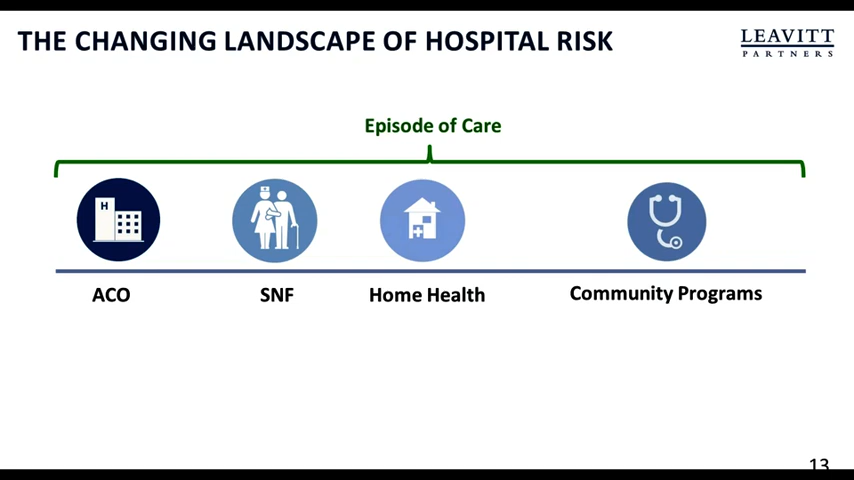 THE CHANGING LANDSCAPE OF HOSPITAL RISK
LEAVITT
PARTNERS
Episode of Care
H
ACO
SNF
Home Health
Community Programs
13